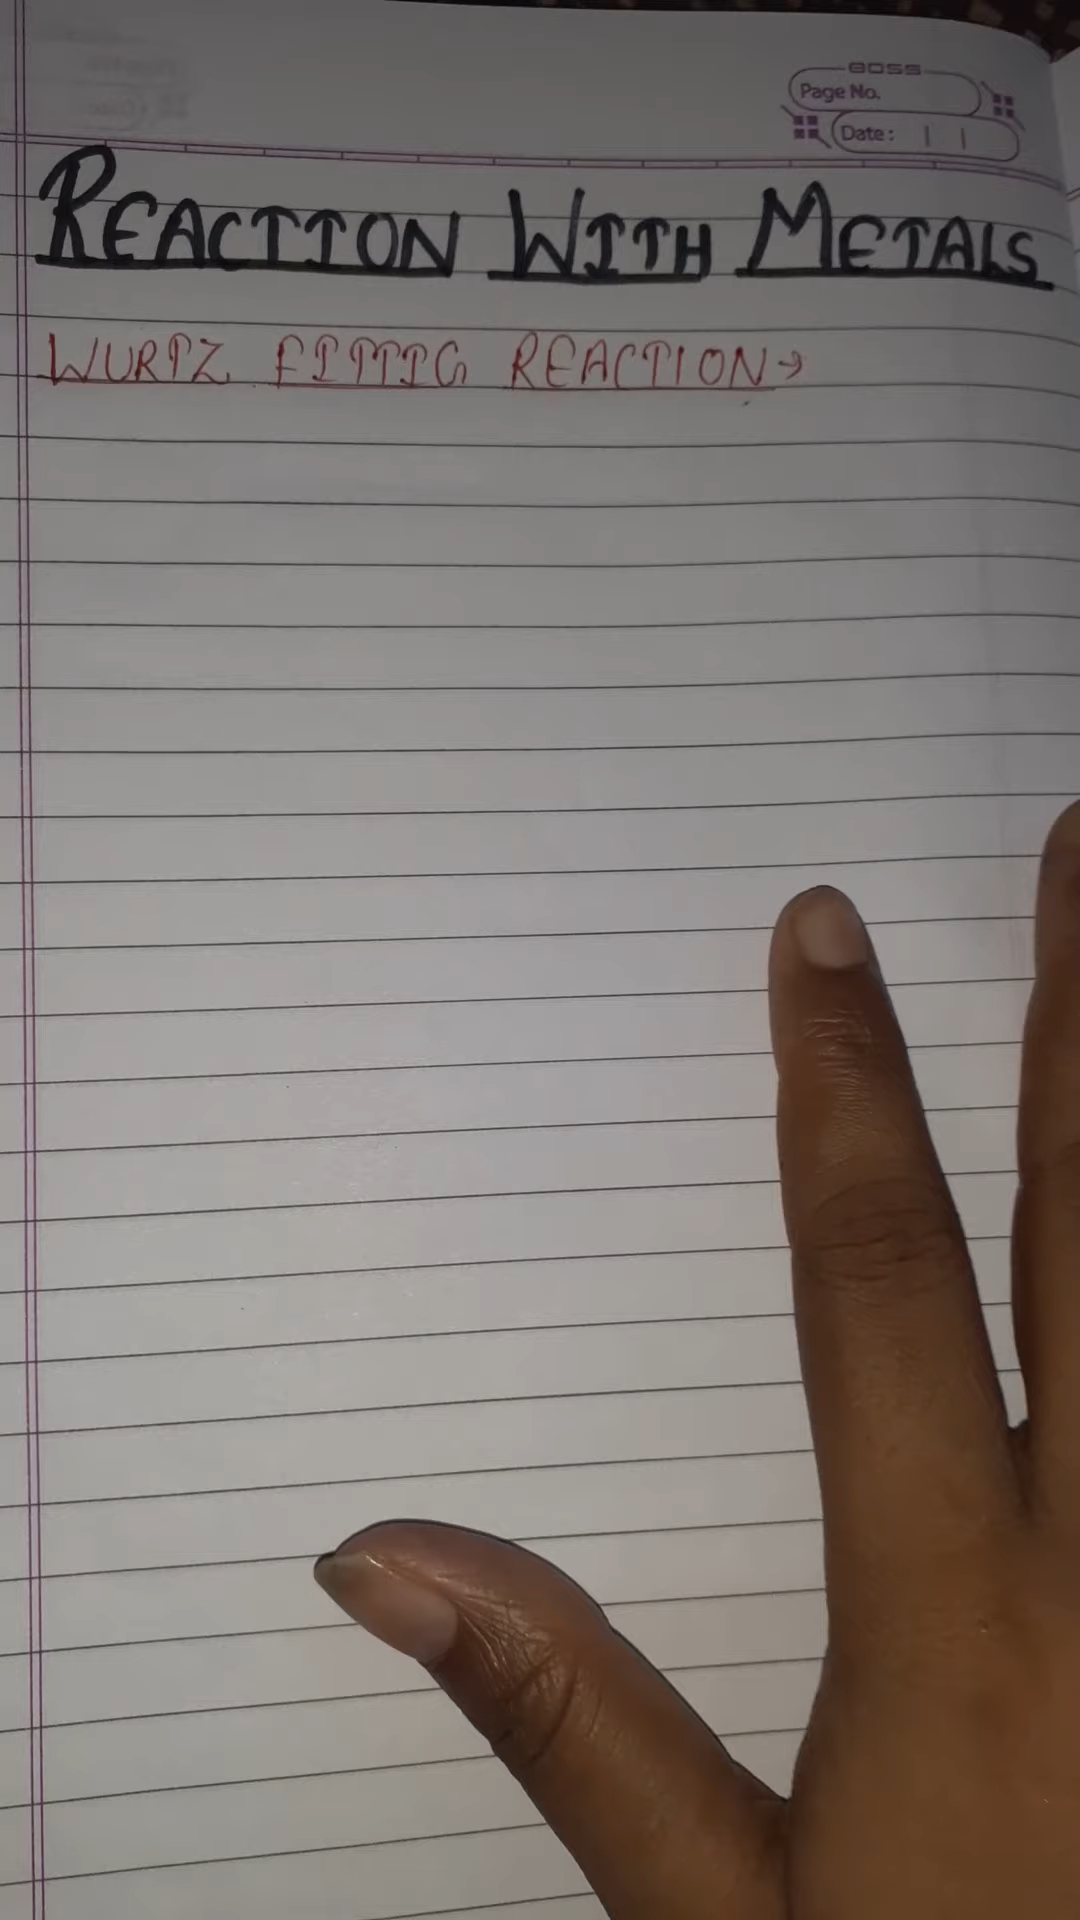 BOSS
Page No.
Date:
REACTION WITH METALS
WURTZ FITTIG REACTION→